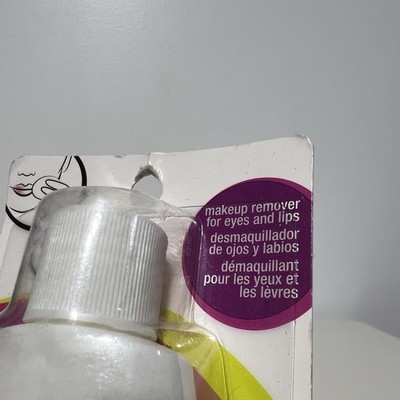 makeup remover
for eyes and lips
desmaquillador
de ojos y labios
démaquillant
pour les yeux et
les lèvres